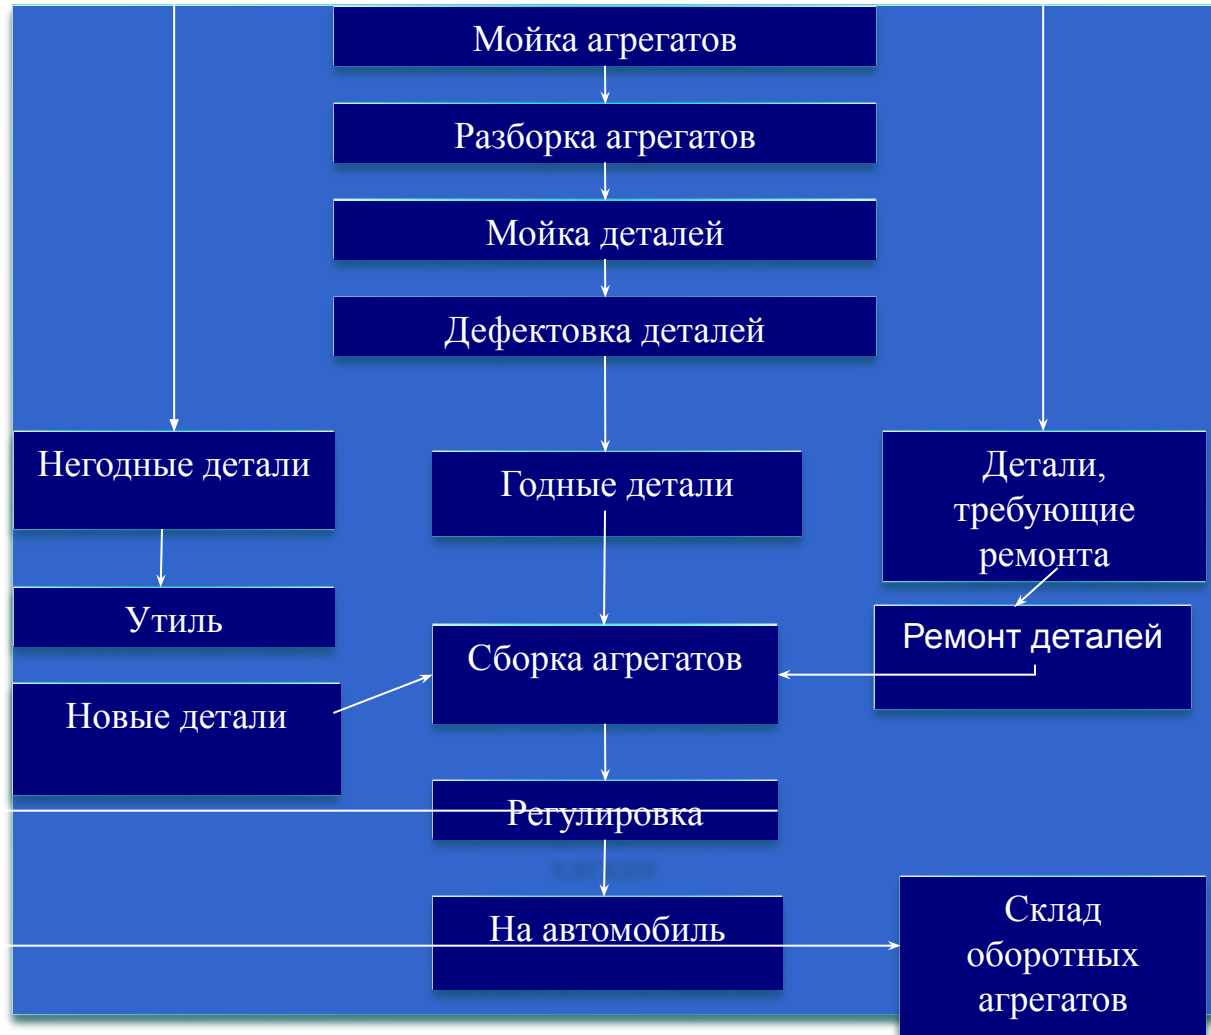 Мойка агрегатов
Разборка агрегатов
Мойка деталей
Дефектовка деталей
Негодные детали
Годные детали
Детали,
требующие
ремонта
Утиль
Ремонт деталей
Сборка агрегатов
Новые детали
Регулировка
На автомобиль
Склад
оборотных
агрегатов